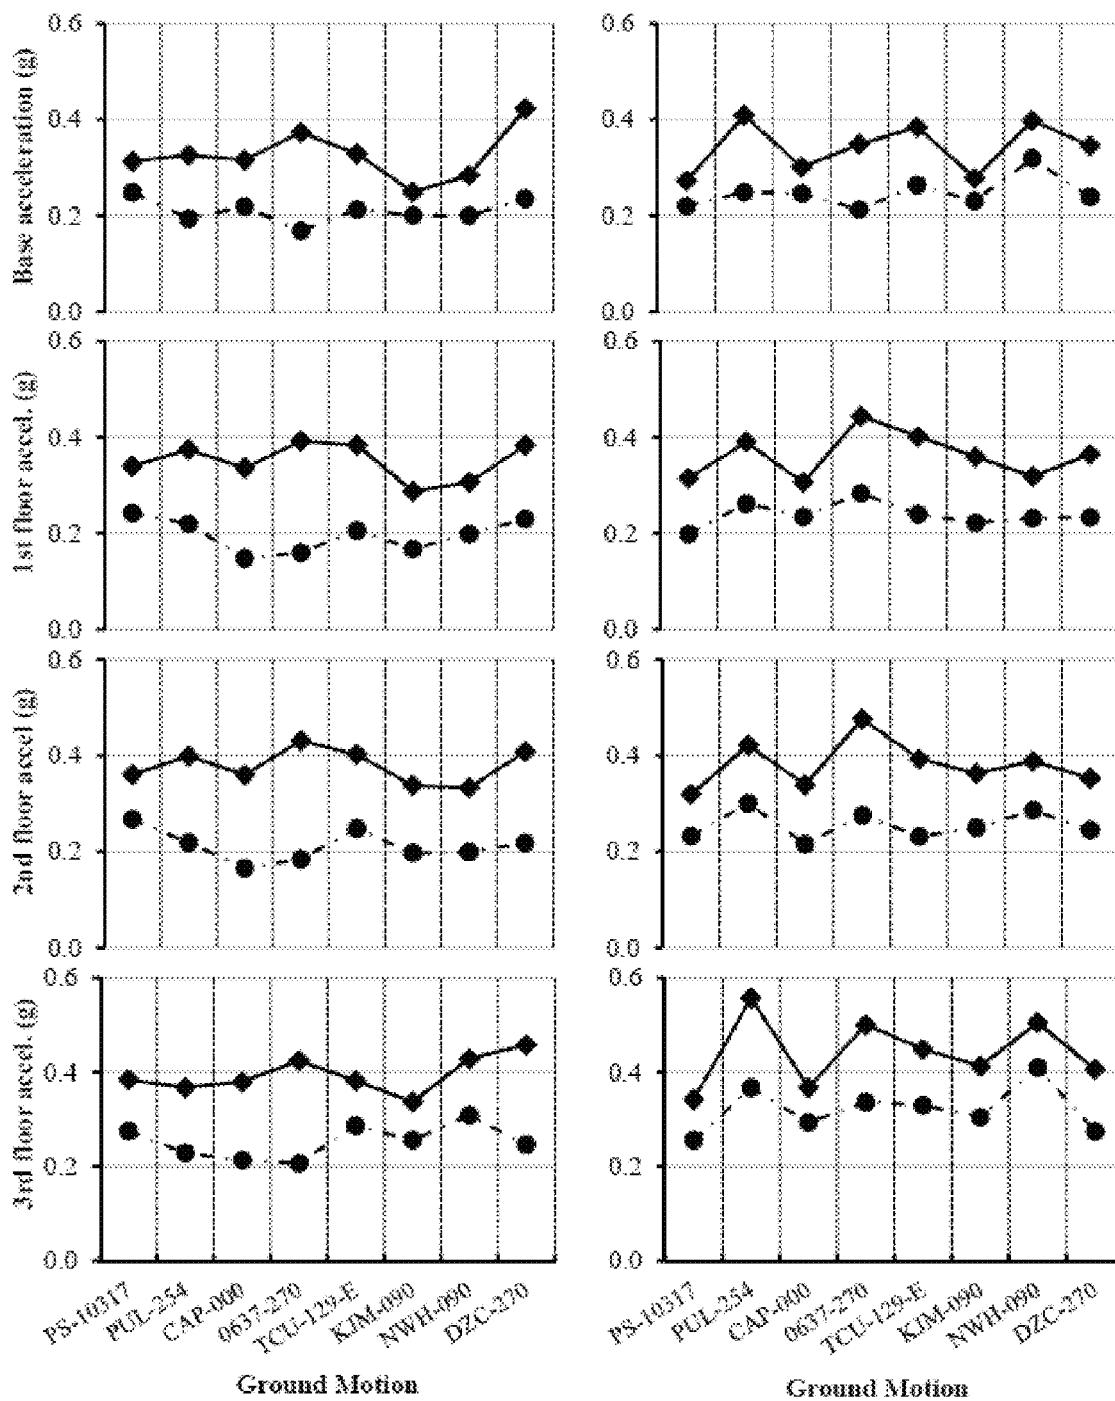 Base acceleration (g)
0.6
0.4
0.2
0.0
0.6
0.4
0.2
0.0
1st floor accel. (g)
0.6
0.4
0.2
0.0
0.6
0.4
0.2
0.0
2nd floor accel (g)
0.6
0.4
0.2
0.0
0.6
0.4
0.2
0.0
3rd floor accel. (g)
0.6
0.4
0.2
0.0
0.6
0.4
0.2
0.0
PS-10317
PUL-254
CAP-000
0637-270
TCU-129-E
KJM-090
NWH-090
DZC-270
PS-10317
PUL-254
CAP-000
0637-270
TCU-129-E
KJM-090
NWH-090
DZC-270
Ground Motion
Ground Motion